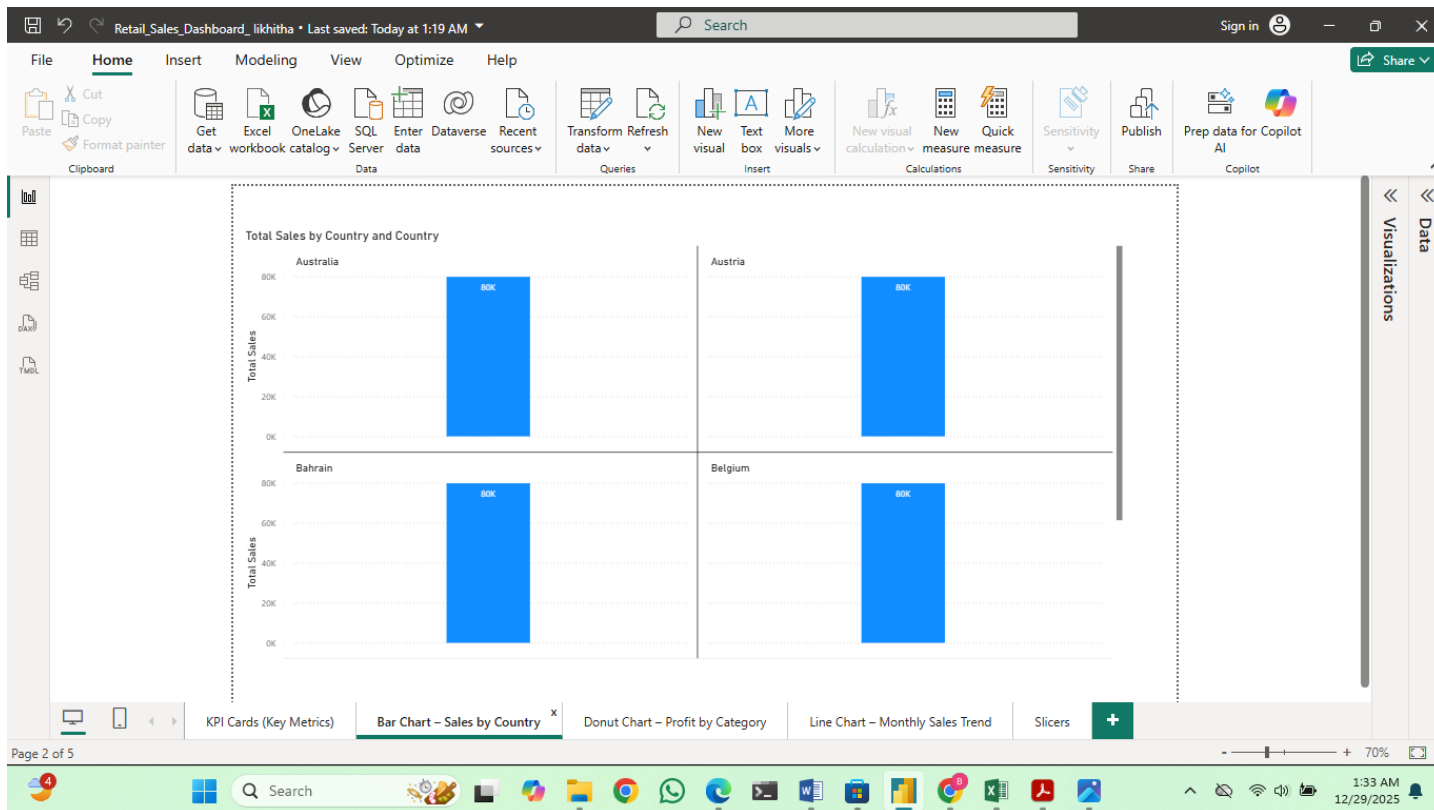 Retail_Sales_Dashboard_ likhitha • Last saved: Today at 1:19 AM
Search
Sign in
File Home Insert Modeling View Optimize Help
Share
Paste
Cut
Copy
Format painter
Clipboard
Get data
Excel workbook
OneLake catalog
SQL Server
Enter data
Dataverse
Recent sources
Data
Transform data
Refresh
Queries
New visual
Text box
More visuals
Insert
New visual calculation
New measure
Quick measure
Calculations
Sensitivity
Sensitivity
Publish
Share
Prep data for AI
Copilot
Copilot
DAX
TMDL
Total Sales by Country and Country
Australia
Total Sales
80K
60K
40K
20K
0K
80K
Austria
80K
Bahrain
Total Sales
80K
60K
40K
20K
0K
80K
Belgium
80K
Visualizations
Data
KPI Cards (Key Metrics)
Bar Chart – Sales by Country x
Donut Chart – Profit by Category
Line Chart – Monthly Sales Trend
Slicers
+
Page 2 of 5
- + 70%
4
Search
B
1:33 AM
12/29/2025